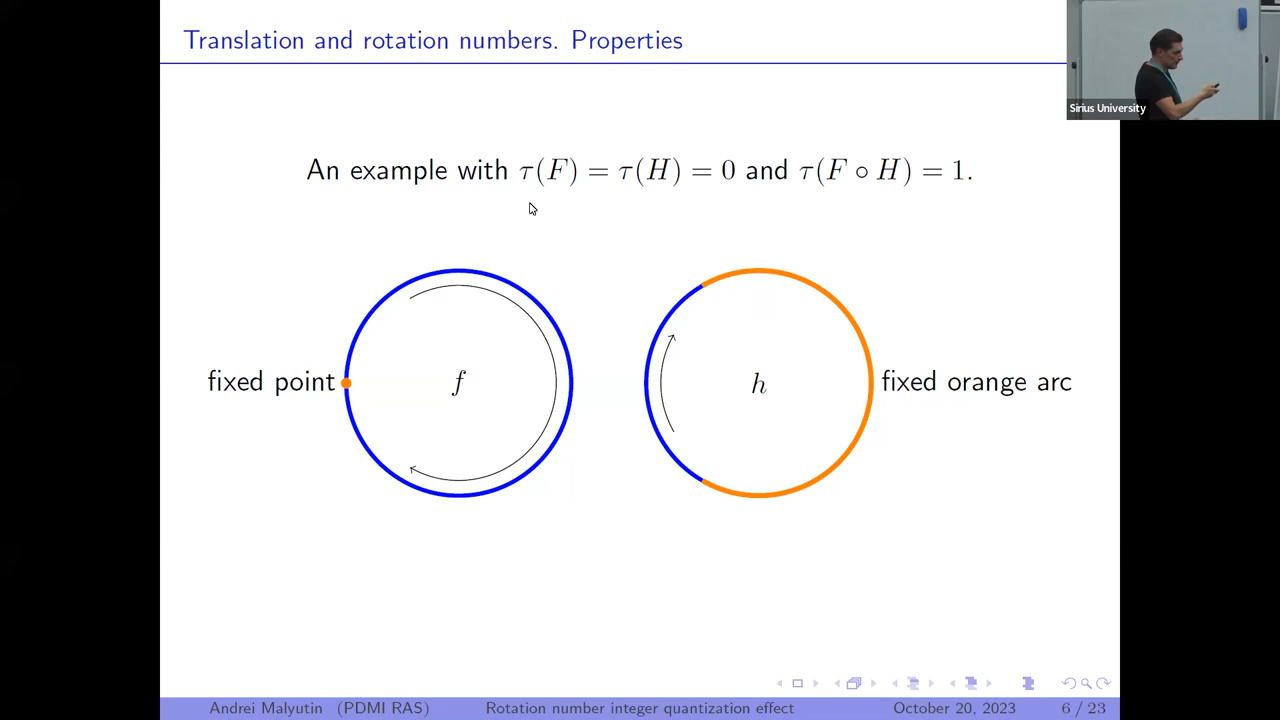 Translation and rotation numbers. Properties
Sirius University
An example with τ(F) = τ(H) = 0 and τ(F ∘ H) = 1.
fixed point
f
h
fixed orange arc
Andrei Malyutin (PDMI RAS) Rotation number integer quantization effect October 20, 2023 6 / 23